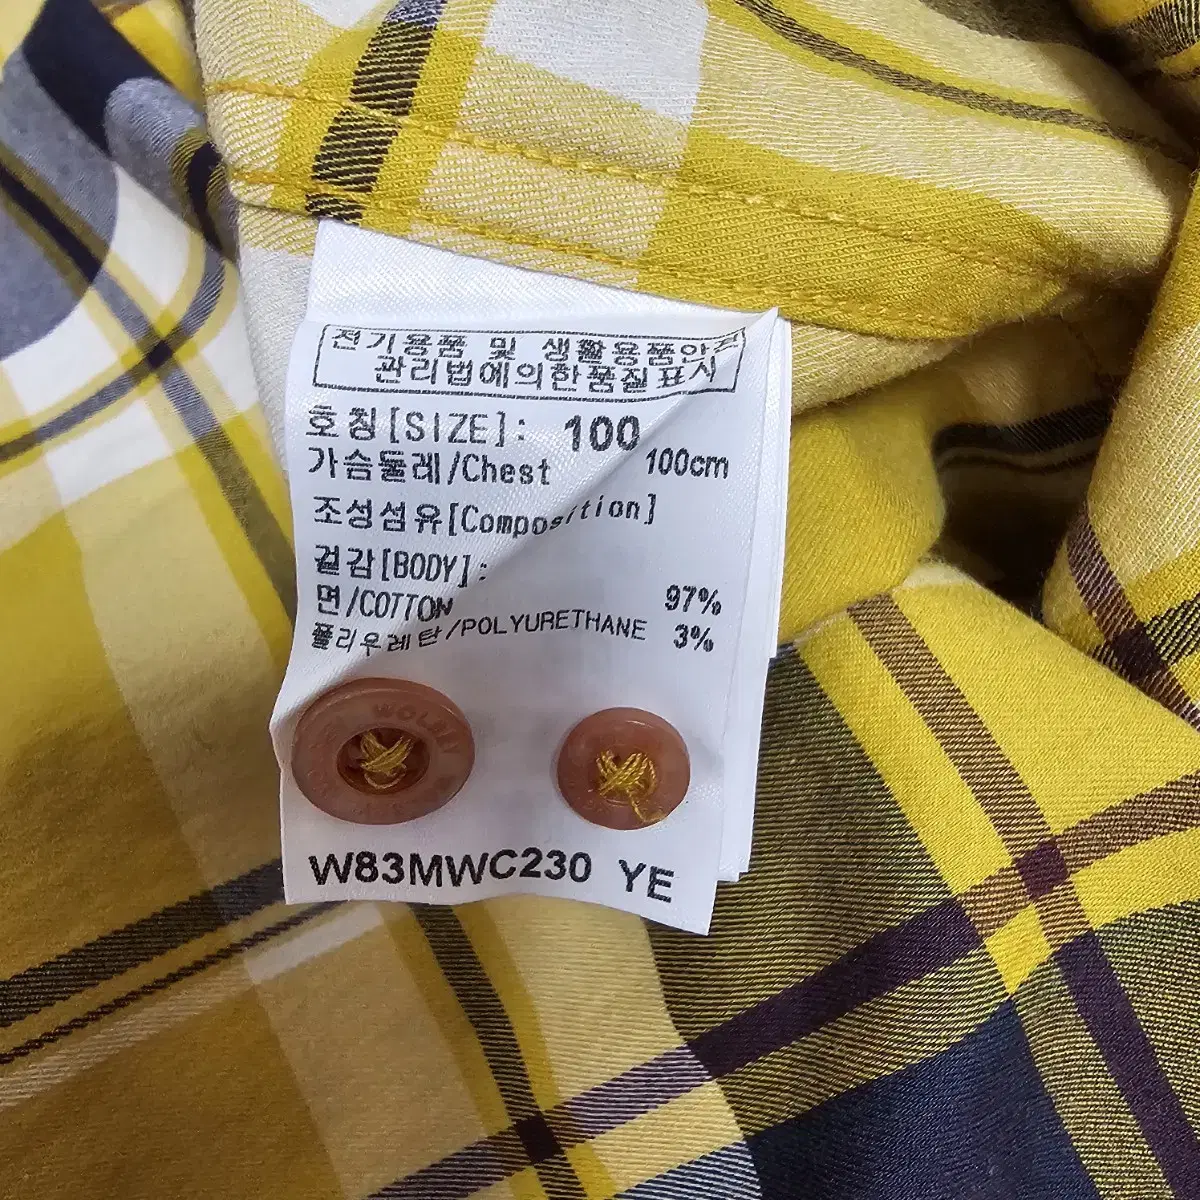 전기용품 및 생활용품안전
관리법에의한품질표시
호칭[SIZE]: 100
가슴둘레/Chest 100cm
조성섬유[Composition]
겉감[BODY]:
면/COTTON 97%
폴리우레탄/POLYURETHANE 3%
WOLSEY
W83MWC230 YE